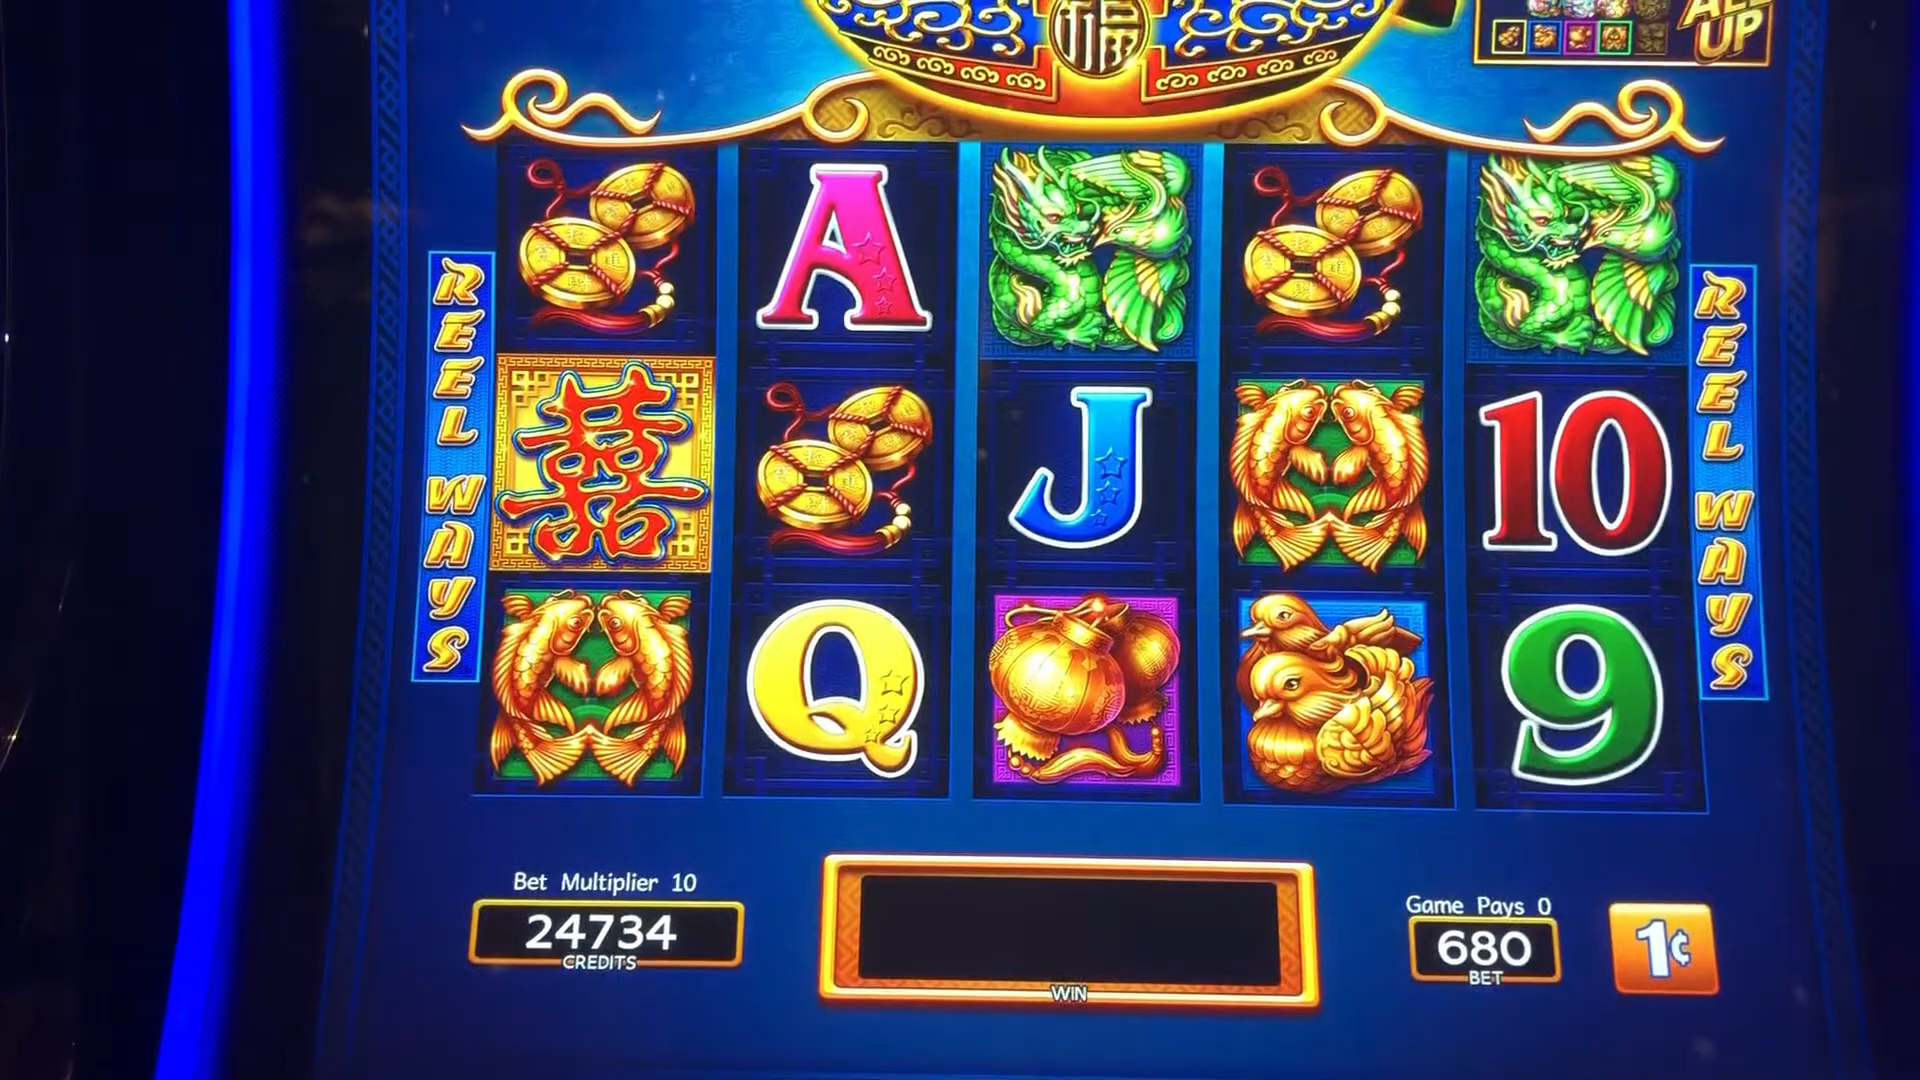 福
ALL
UP
REEL WAYS
A
J
10
REEL WAYS
囍
Q
9
Bet Multiplier 10
24734
CREDITS
WIN
Game Pays 0
680
BET
1¢